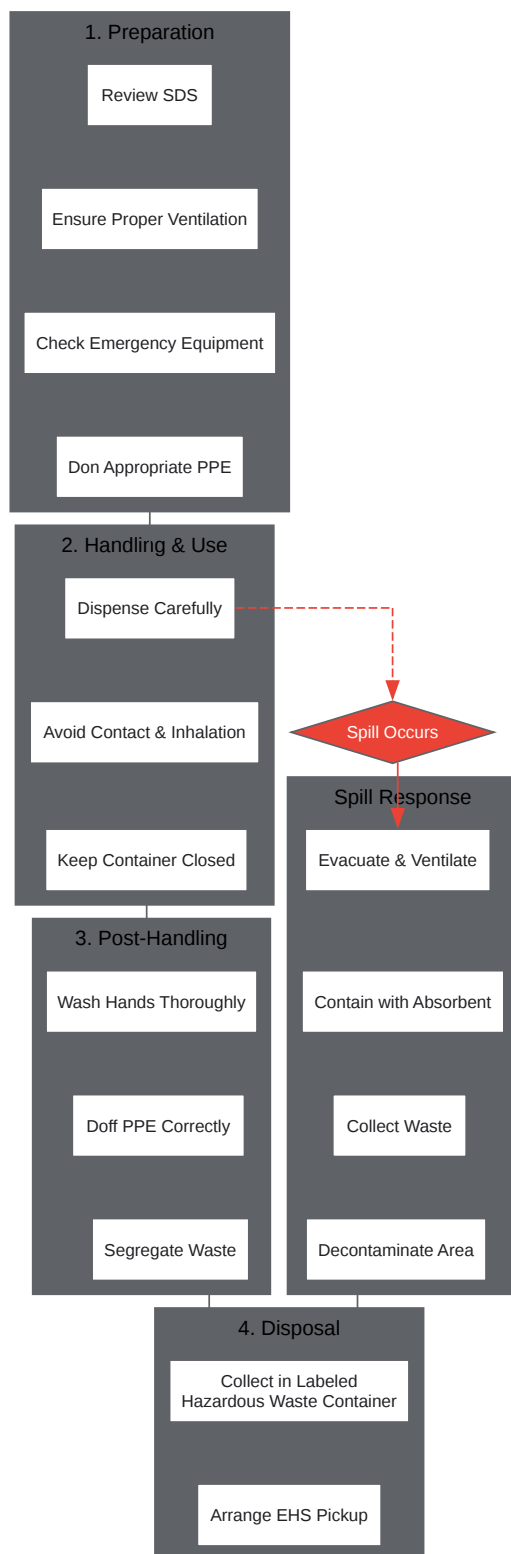 1. Preparation
Review SDS
Ensure Proper Ventilation
Check Emergency Equipment
Don Appropriate PPE
2. Handling & Use
Dispense Carefully
Avoid Contact & Inhalation
Keep Container Closed
Spill Occurs
Spill Response
Evacuate & Ventilate
Contain with Absorbent
Collect Waste
Decontaminate Area
3. Post-Handling
Wash Hands Thoroughly
Doff PPE Correctly
Segregate Waste
4. Disposal
Collect in Labeled
Hazardous Waste Container
Arrange EHS Pickup